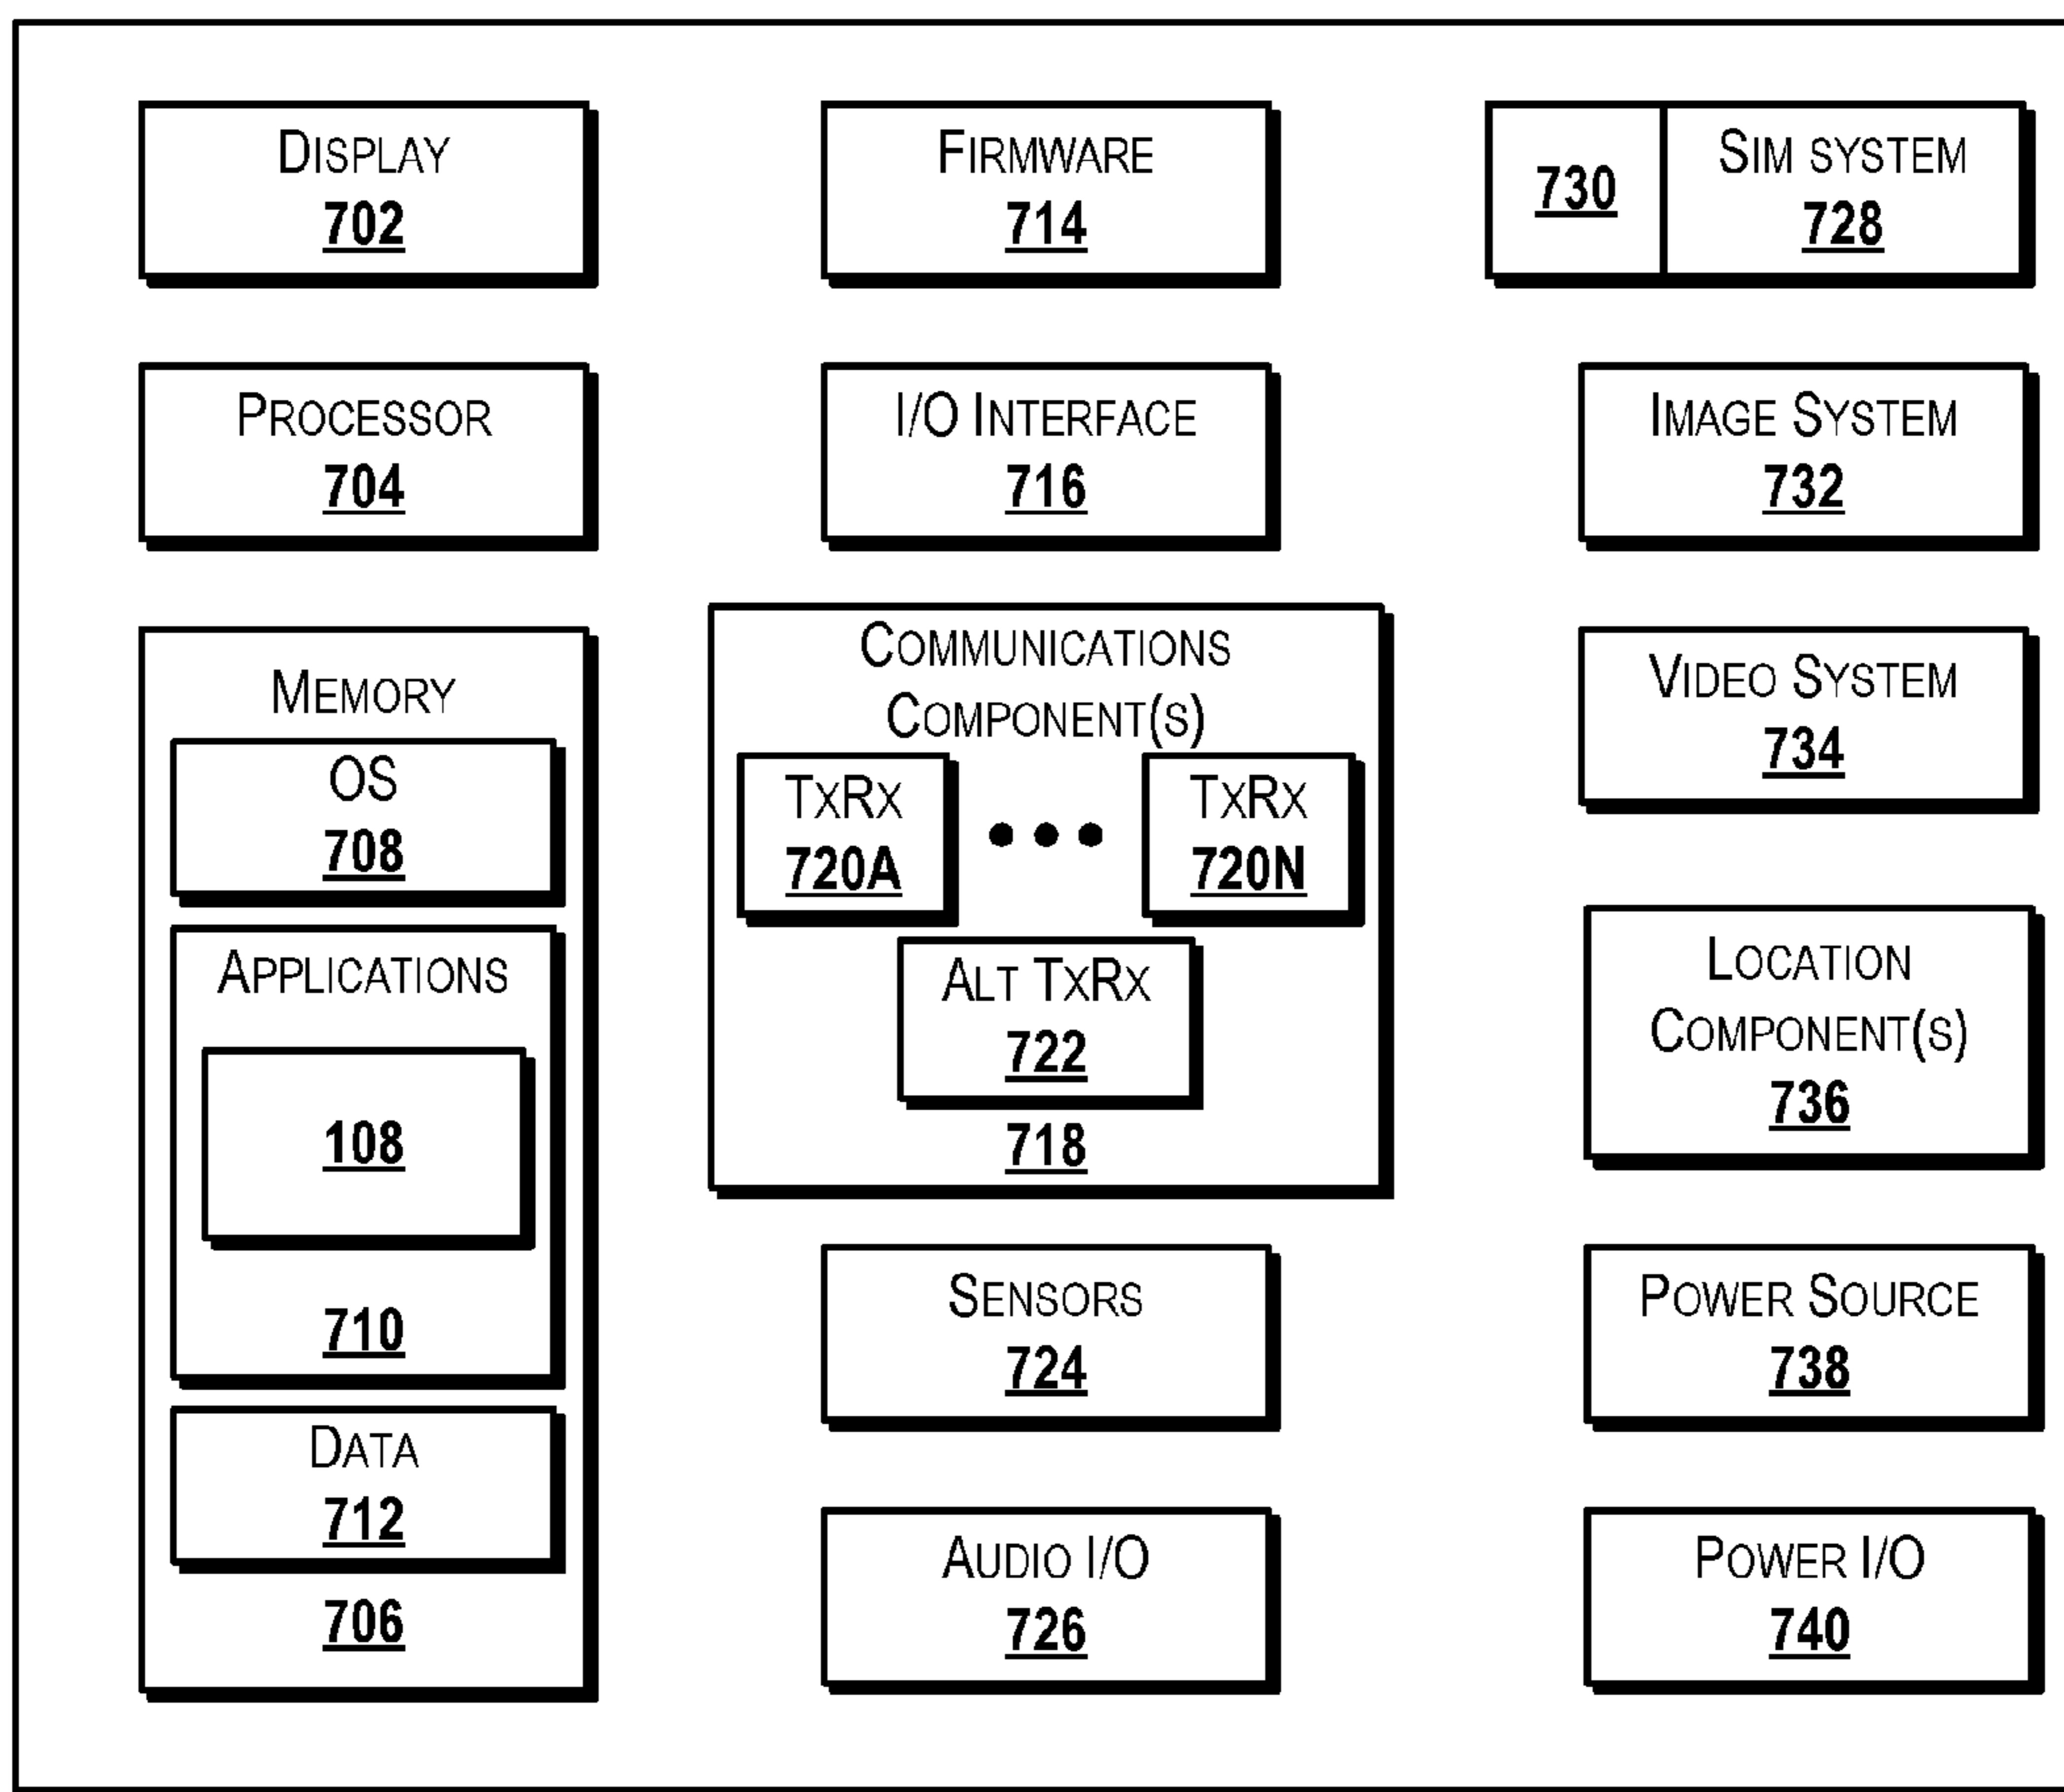 DISPLAY
702
PROCESSOR
704
MEMORY
OS
708
APPLICATIONS
108
710
DATA
712
706
FIRMWARE
714
I/O INTERFACE
716
COMMUNICATIONS
COMPONENT(S)
TXRX
720A
TXRX
720N
ALT TXRX
722
718
SENSORS
724
AUDIO I/O
726
730
SIM SYSTEM
728
IMAGE SYSTEM
732
VIDEO SYSTEM
734
LOCATION
COMPONENT(S)
736
POWER SOURCE
738
POWER I/O
740